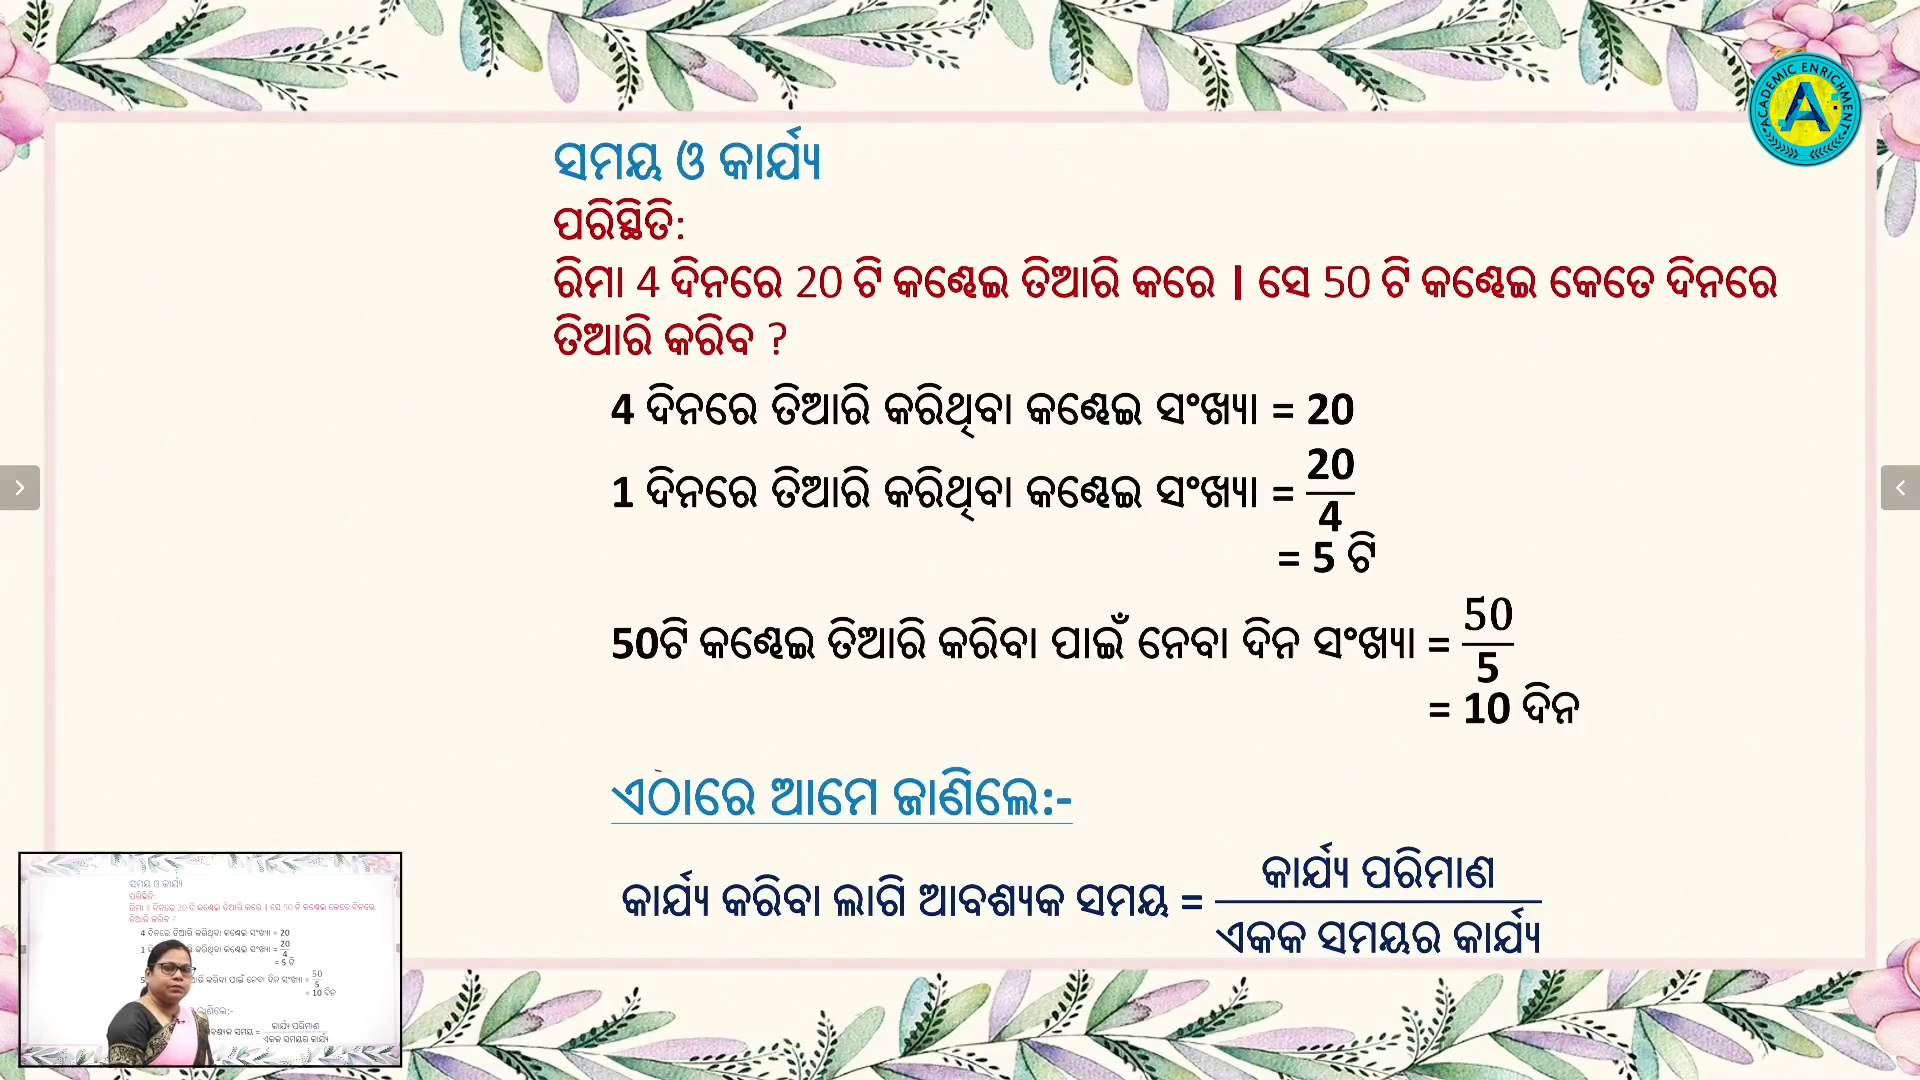 ACADEMIC ENRICHMENT
A
ସମୟ ଓ କାର୍ଯ୍ୟ
ପରିସ୍ଥିତି:
ରିମା 4 ଦିନରେ 20 ଟି କଣ୍ଢେଇ ତିଆରି କରେ | ସେ 50 ଟି କଣ୍ଢେଇ କେତେ ଦିନରେ
ତିଆରି କରିବ ?
4 ଦିନରେ ତିଆରି କରିଥିବା କଣ୍ଢେଇ ସଂଖ୍ୟା = 20
1 ଦିନରେ ତିଆରି କରିଥିବା କଣ୍ଢେଇ ସଂଖ୍ୟା = 20/4
= 5 ଟି
50ଟି କଣ୍ଢେଇ ତିଆରି କରିବା ପାଇଁ ନେବା ଦିନ ସଂଖ୍ୟା = 50/5
= 10 ଦିନ
ଏଠାରେ ଆମେ ଜାଣିଲେ:-
କାର୍ଯ୍ୟ କରିବା ଲାଗି ଆବଶ୍ୟକ ସମୟ = କାର୍ଯ୍ୟ ପରିମାଣ/ଏକକ ସମୟର କାର୍ଯ୍ୟ